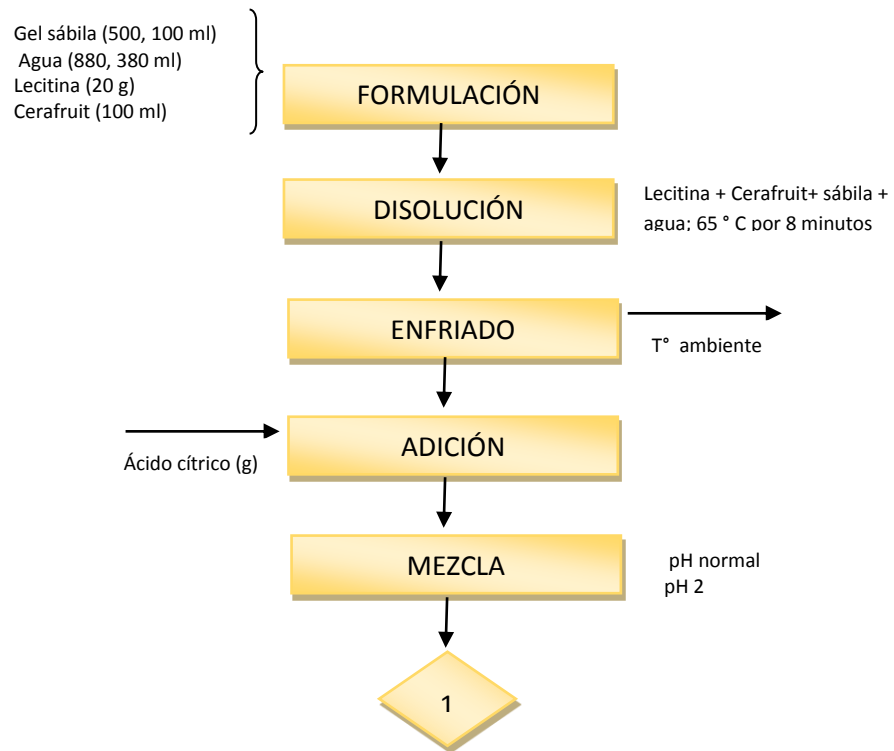 Gel sábila (500, 100 ml)
Agua (880, 380 ml)
Lecitina (20 g)
Cerafruit (100 ml)
FORMULACIÓN
DISOLUCIÓN
Lecitina + Cerafruit+ sábila +
agua; 65 ° C por 8 minutos
ENFRIADO
T° ambiente
Ácido cítrico (g)
ADICIÓN
MEZCLA
pH normal
pH 2
1